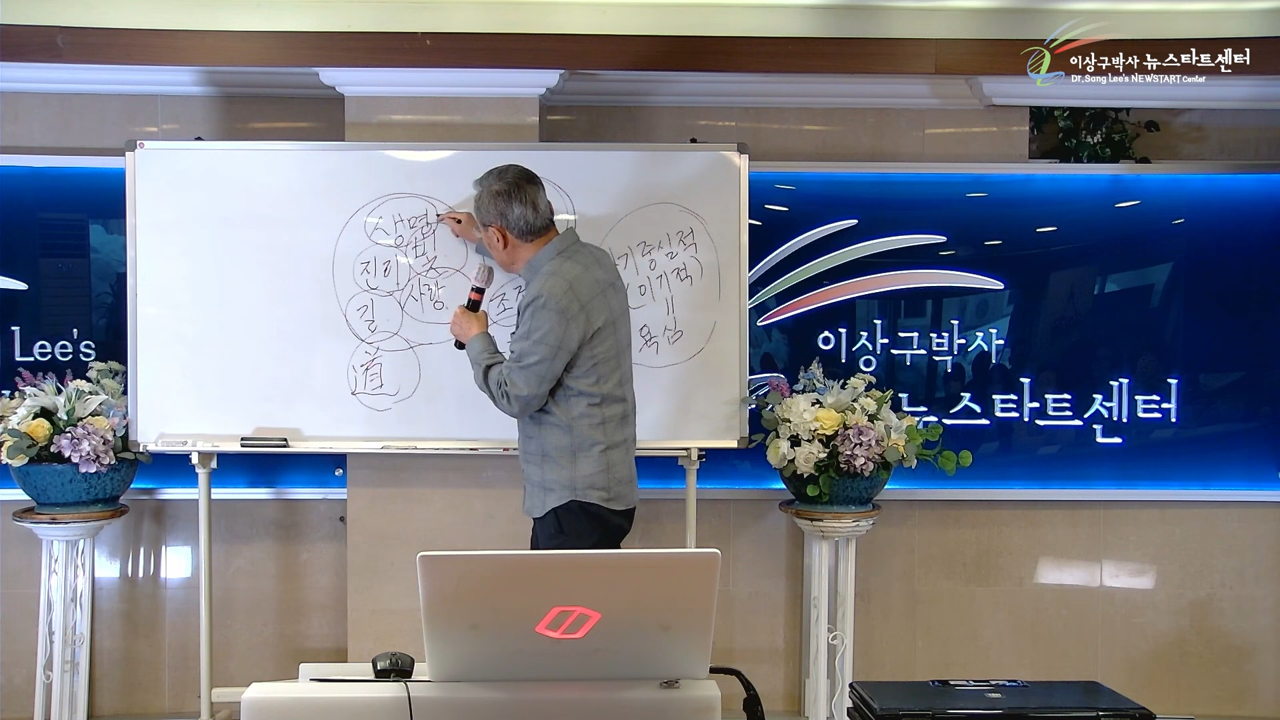 이상구박사 뉴스타트센터
Dr. Sang Lee's NEWSTART Center
생명
진리
사랑
길
道
기중심적
(이기적)
욕심
Lee's
이상구박사
뉴스타트센터